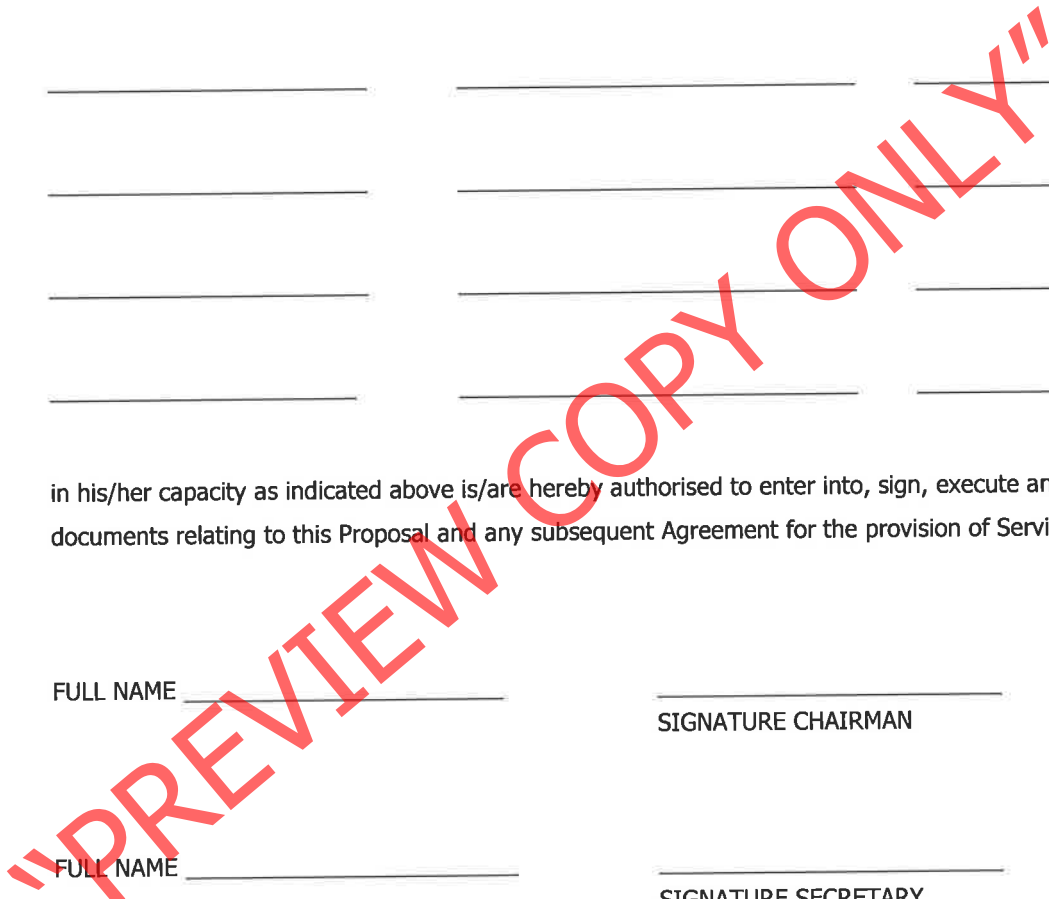 in his/her capacity as indicated above is/are hereby authorised to enter into, sign, execute
documents relating to this Proposal and any subsequent Agreement for the provision of
FULL NAME
SIGNATURE CHAIRMAN
FULL NAME
SIGNATURE SECRETARY
"PREVIEW COPY ONLY"